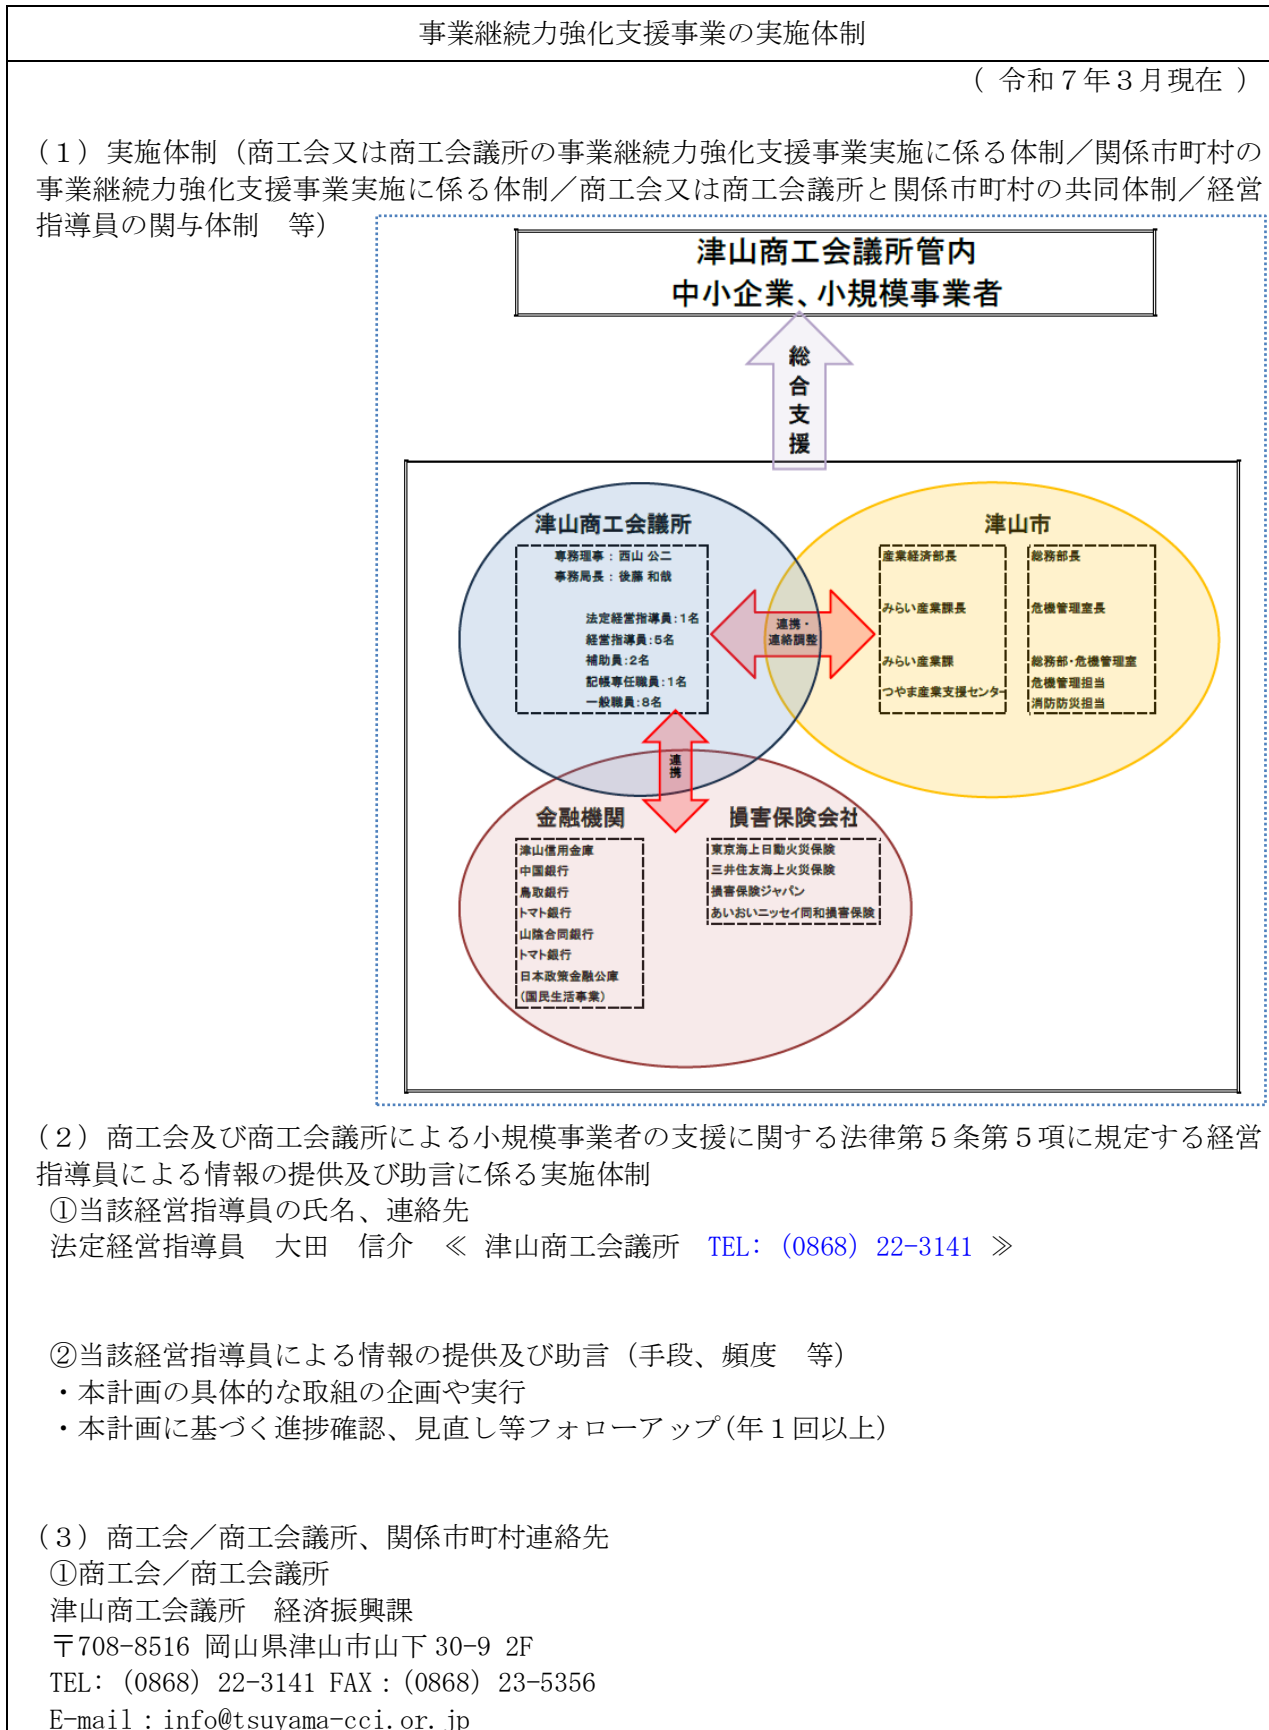 事業継続力強化支援事業の実施体制
（ 令和７年３月現在 ）
（１）実施体制（商工会又は商工会議所の事業継続力強化支援事業実施に係る体制／関係市町村の
事業継続力強化支援事業実施に係る体制／商工会又は商工会議所と関係市町村の共同体制／経営
指導員の関与体制　等）
津山商工会議所管内
中小企業、小規模事業者
総
合
支
援
津山商工会議所
専務理事：西山 公二
事務局長：後藤 和哉
法定経営指導員：1名
経営指導員：5名
補助員：2名
記帳専任職員：1名
一般職員：8名
連携・
連絡調整
津山市
産業経済部長
みらい産業課長
みらい産業課
つやま産業支援センター
総務部長
危機管理室長
総務部・危機管理室
危機管理担当
消防防災担当
連
携
金融機関
津山信用金庫
中国銀行
鳥取銀行
トマト銀行
山陰合同銀行
トマト銀行
日本政策金融公庫
（国民生活事業）
損害保険会社
東京海上日動火災保険
三井住友海上火災保険
損害保険ジャパン
あいおいニッセイ同和損害保険
（２）商工会及び商工会議所による小規模事業者の支援に関する法律第５条第５項に規定する経営
指導員による情報の提供及び助言に係る実施体制
①当該経営指導員の氏名、連絡先
法定経営指導員　大田　信介　≪ 津山商工会議所　TEL：(0868) 22-3141 ≫
②当該経営指導員による情報の提供及び助言（手段、頻度　等）
・本計画の具体的な取組の企画や実行
・本計画に基づく進捗確認、見直し等フォローアップ(年１回以上)
（３）商工会／商工会議所、関係市町村連絡先
①商工会／商工会議所
津山商工会議所　経済振興課
〒708-8516 岡山県津山市山下 30-9 2F
TEL：(0868) 22-3141 FAX：(0868) 23-5356
E-mail：info@tsuyama-cci.or.jp